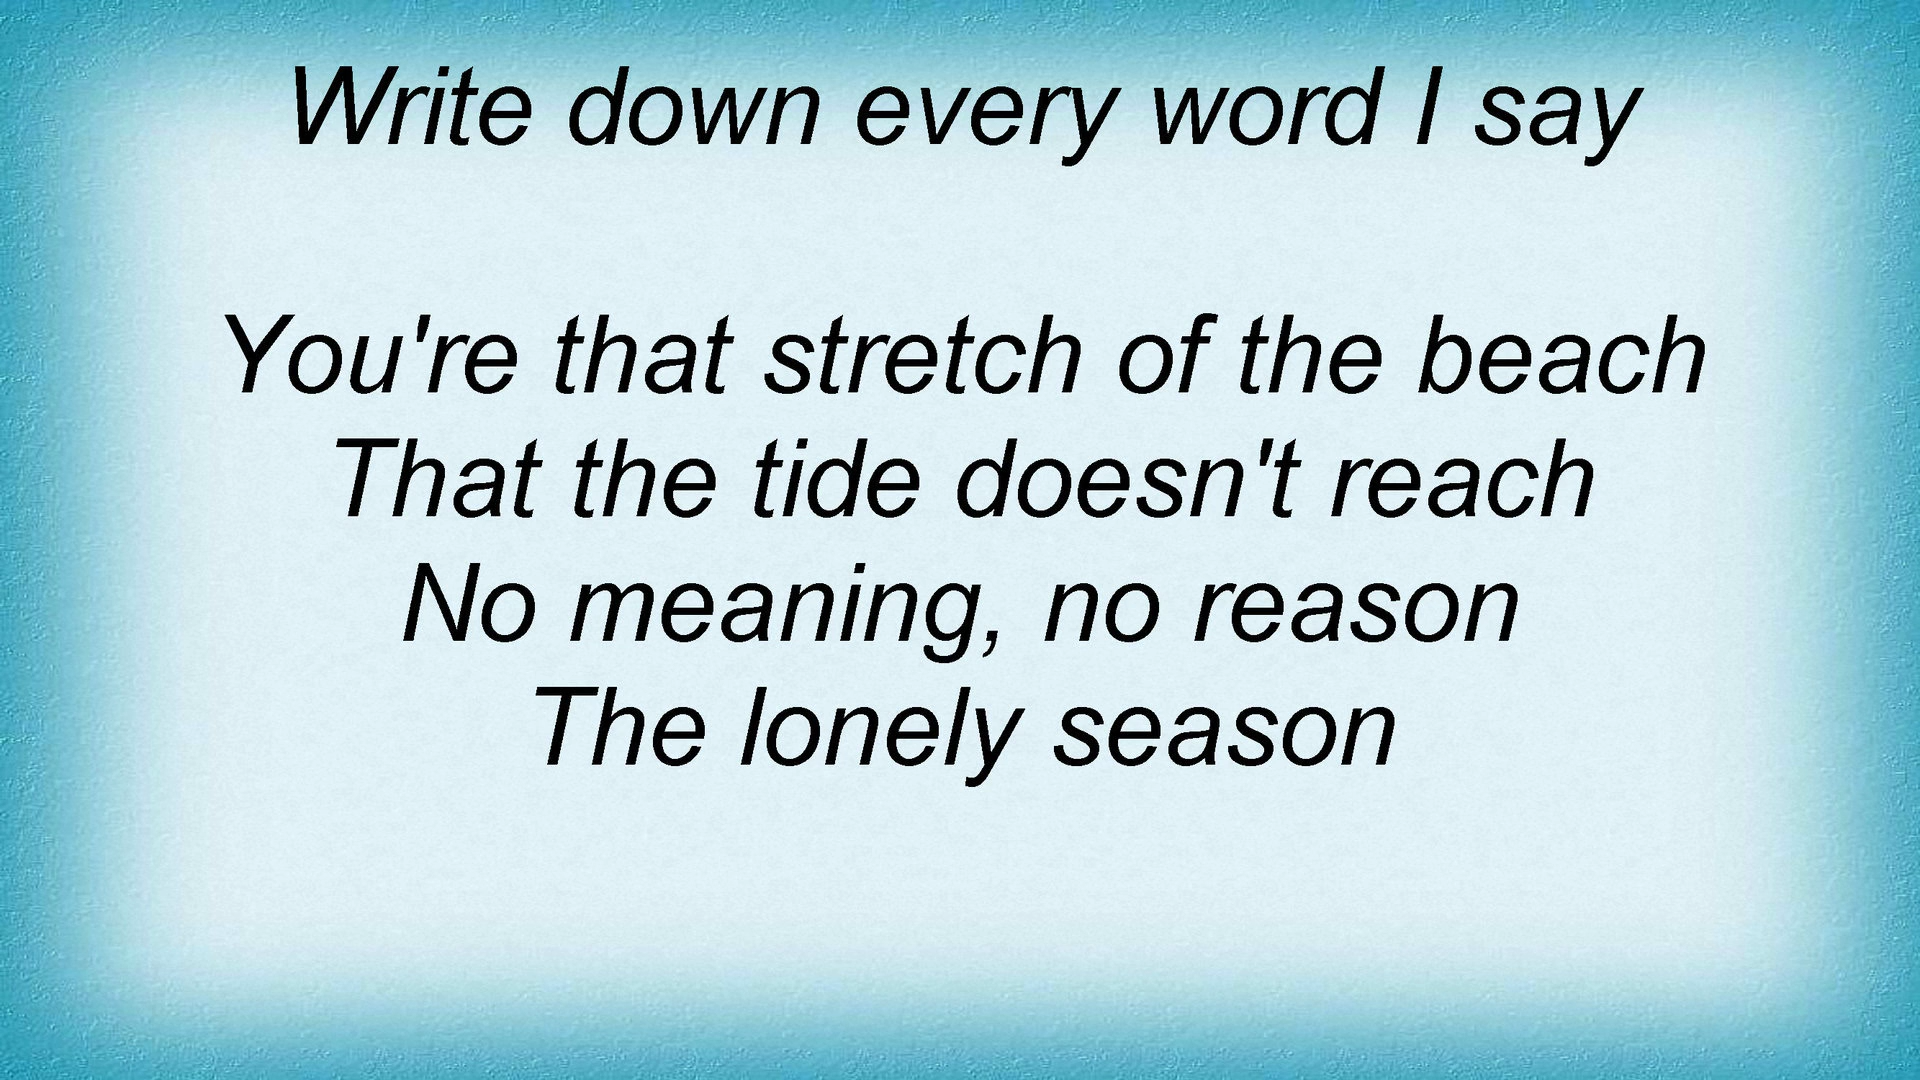 Write down every word I say
You're that stretch of the beach
That the tide doesn't reach
No meaning, no reason
The lonely season